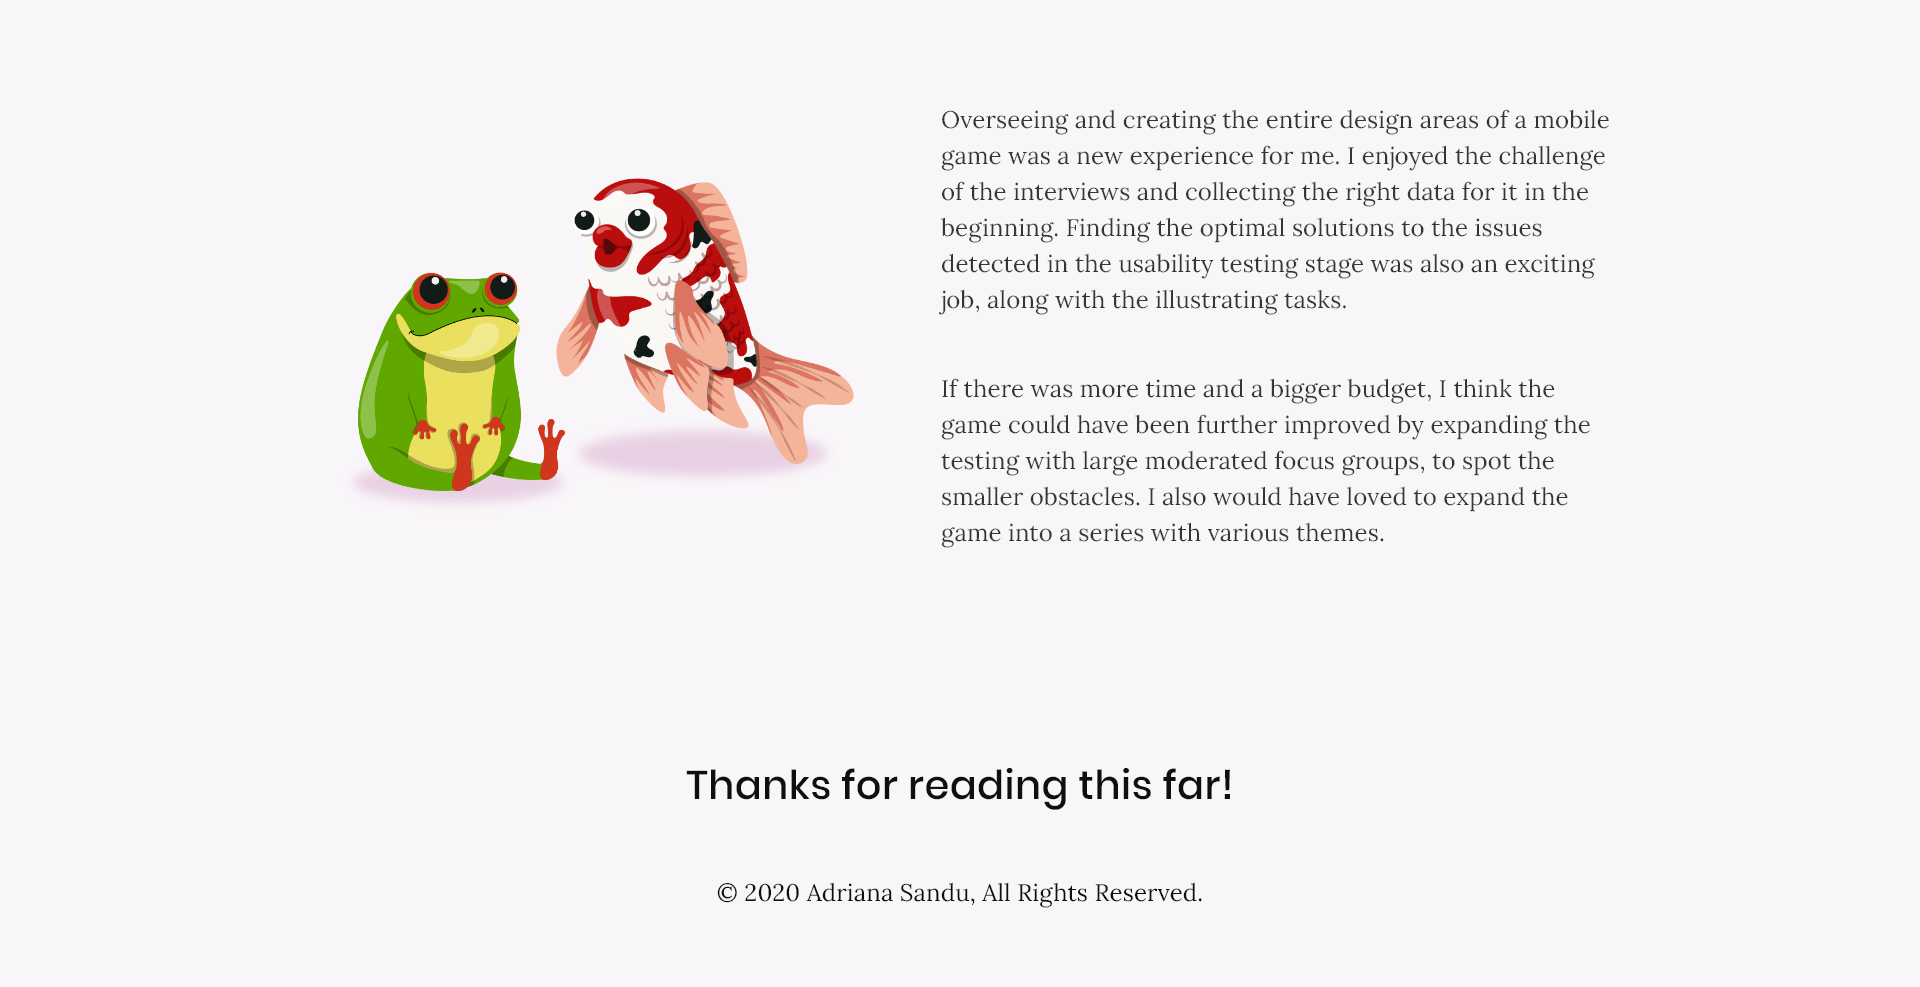 Overseeing and creating the entire design areas of a mobile
game was a new experience for me. I enjoyed the challenge
of the interviews and collecting the right data for it in the
beginning. Finding the optimal solutions to the issues
detected in the usability testing stage was also an exciting
job, along with the illustrating tasks.
If there was more time and a bigger budget, I think the
game could have been further improved by expanding the
testing with large moderated focus groups, to spot the
smaller obstacles. I also would have loved to expand the
game into a series with various themes.
Thanks for reading this far!
© 2020 Adriana Sandu, All Rights Reserved.